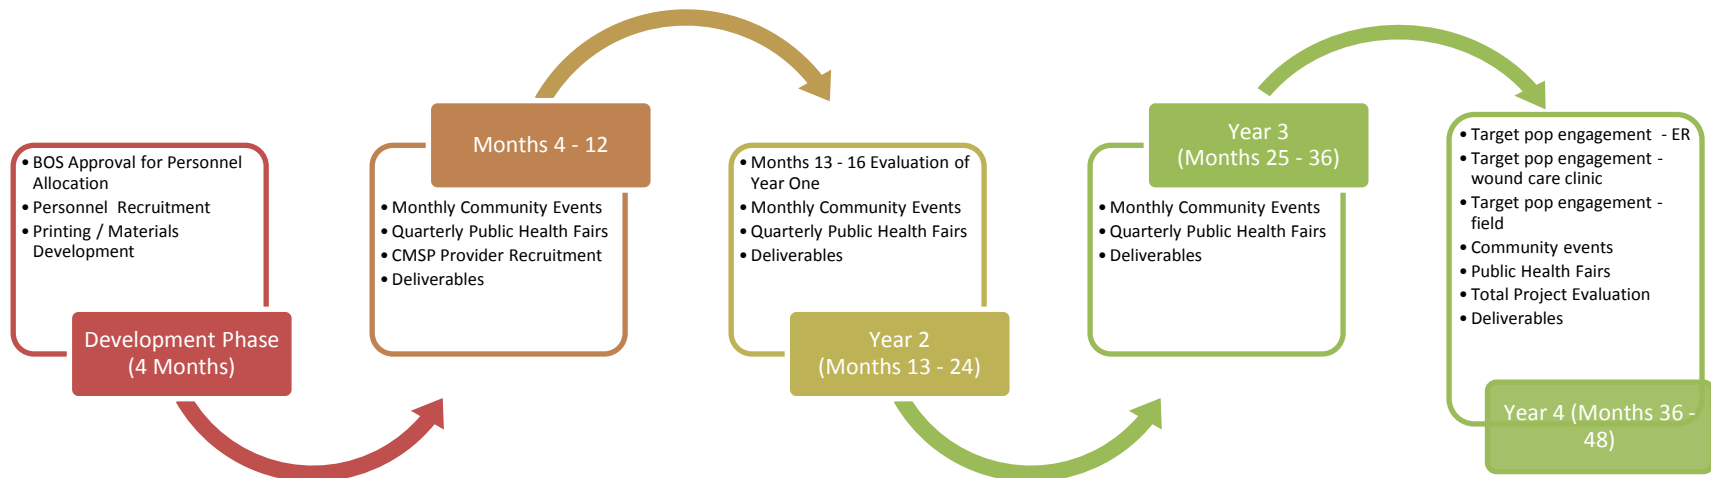 • BOS Approval for Personnel
Allocation
• Personnel Recruitment
• Printing / Materials
Development
Development Phase
(4 Months)
Months 4 - 12
• Monthly Community Events
• Quarterly Public Health Fairs
• CMSP Provider Recruitment
• Deliverables
• Months 13 - 16 Evaluation of
Year One
• Monthly Community Events
• Quarterly Public Health Fairs
• Deliverables
Year 2
(Months 13 - 24)
Year 3
(Months 25 - 36)
• Monthly Community Events
• Quarterly Public Health Fairs
• Deliverables
• Target pop engagement - ER
• Target pop engagement -
wound care clinic
• Target pop engagement -
field
• Community events
• Public Health Fairs
• Total Project Evaluation
• Deliverables
Year 4 (Months 36 -
48)